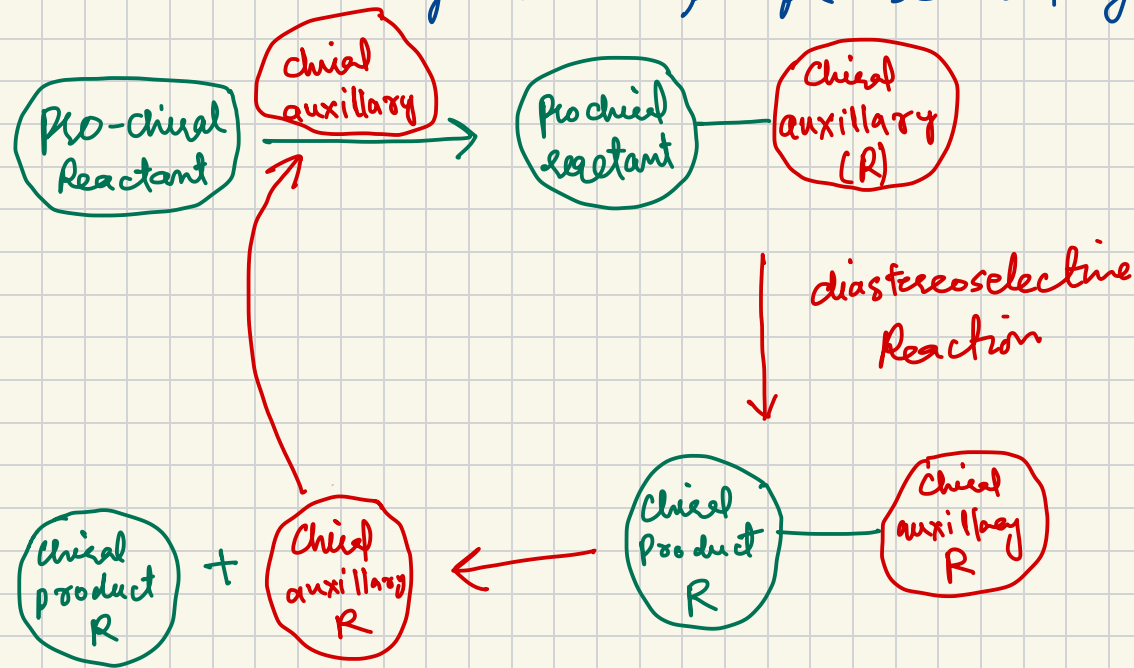 chiral
auxillary
Pro-chiral
Reactant
Prochiral
reactant
Chiral
auxillary
(R)
diastereoselective
Reaction
Chiral
product
R
+
Chiral
auxillary
R
Chiral
Product
R
Chiral
auxillary
R